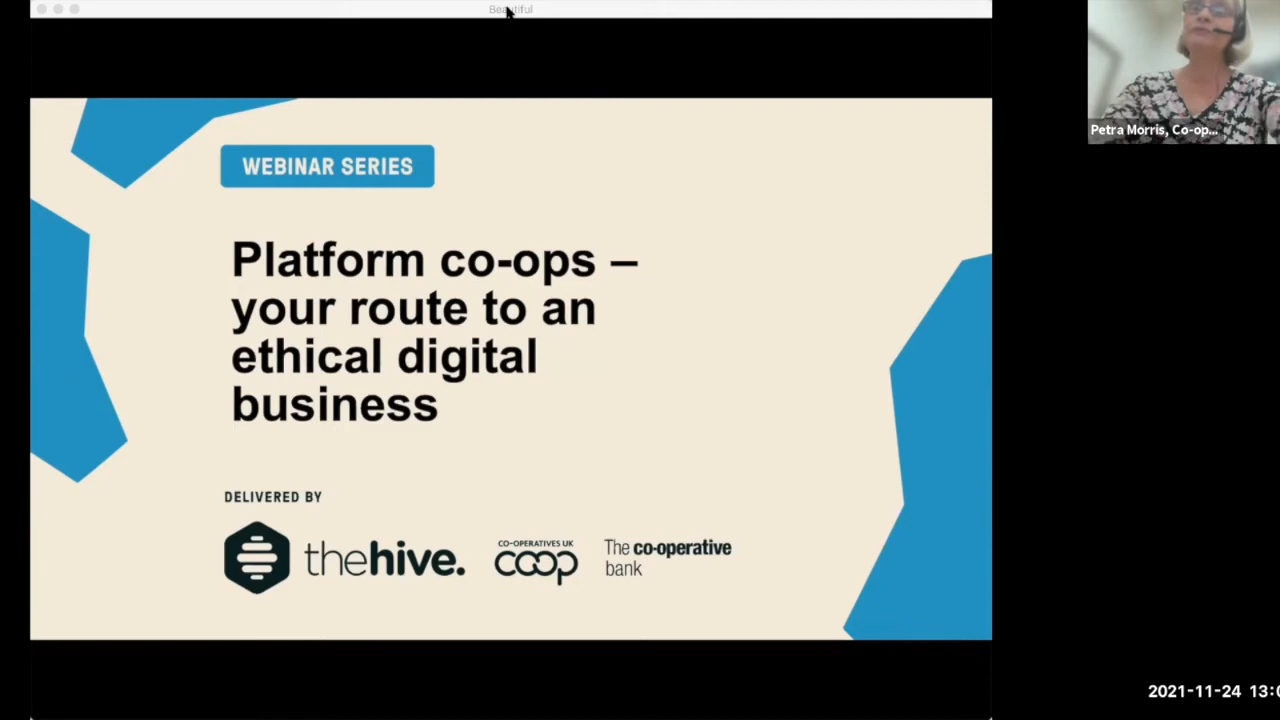 Beautiful
WEBINAR SERIES
Platform co-ops –
your route to an
ethical digital
business
DELIVERED BY
thehive.
CO-OPERATIVES UK
coop
The co-operative
bank
Petra Morris, Co-op...
2021-11-24 13:0